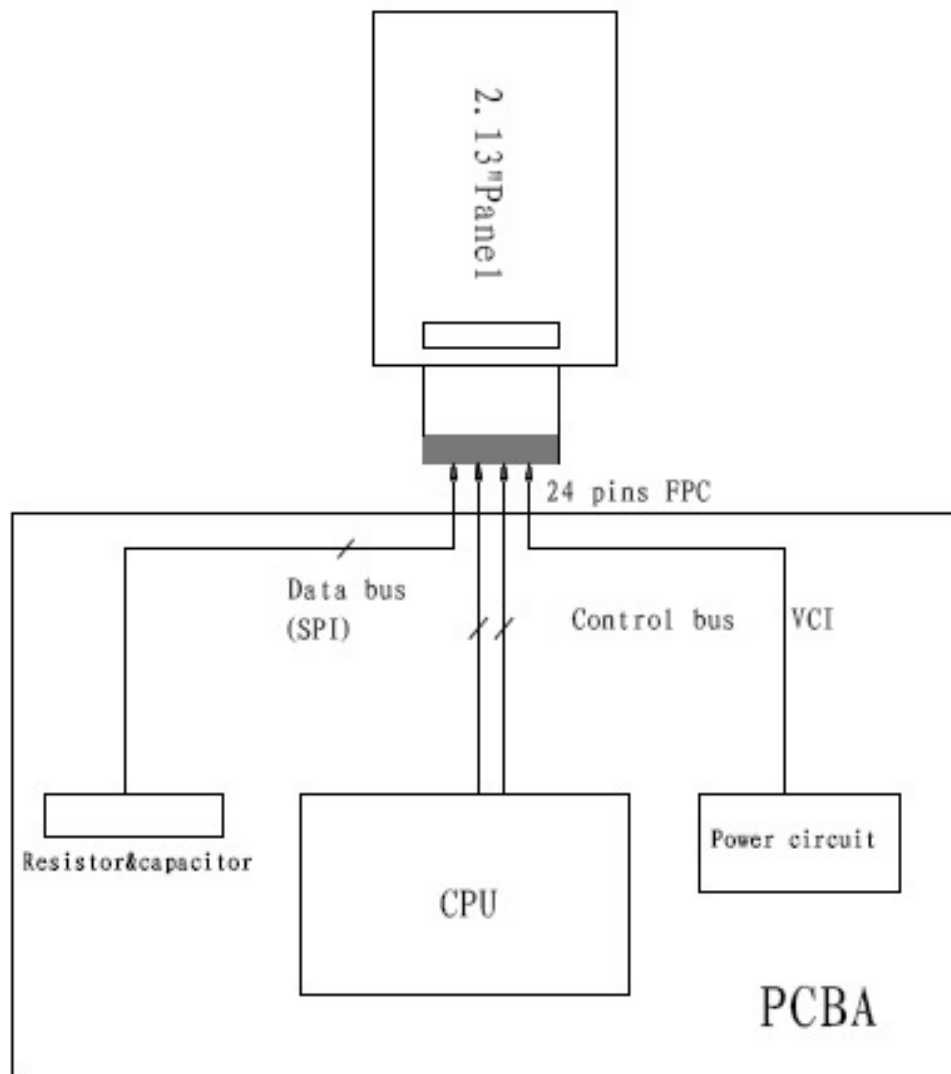 2.13"Panel
24 pins FPC
Data bus
(SPI)
Control bus
VCI
Resistor&capacitor
CPU
Power circuit
PCBA